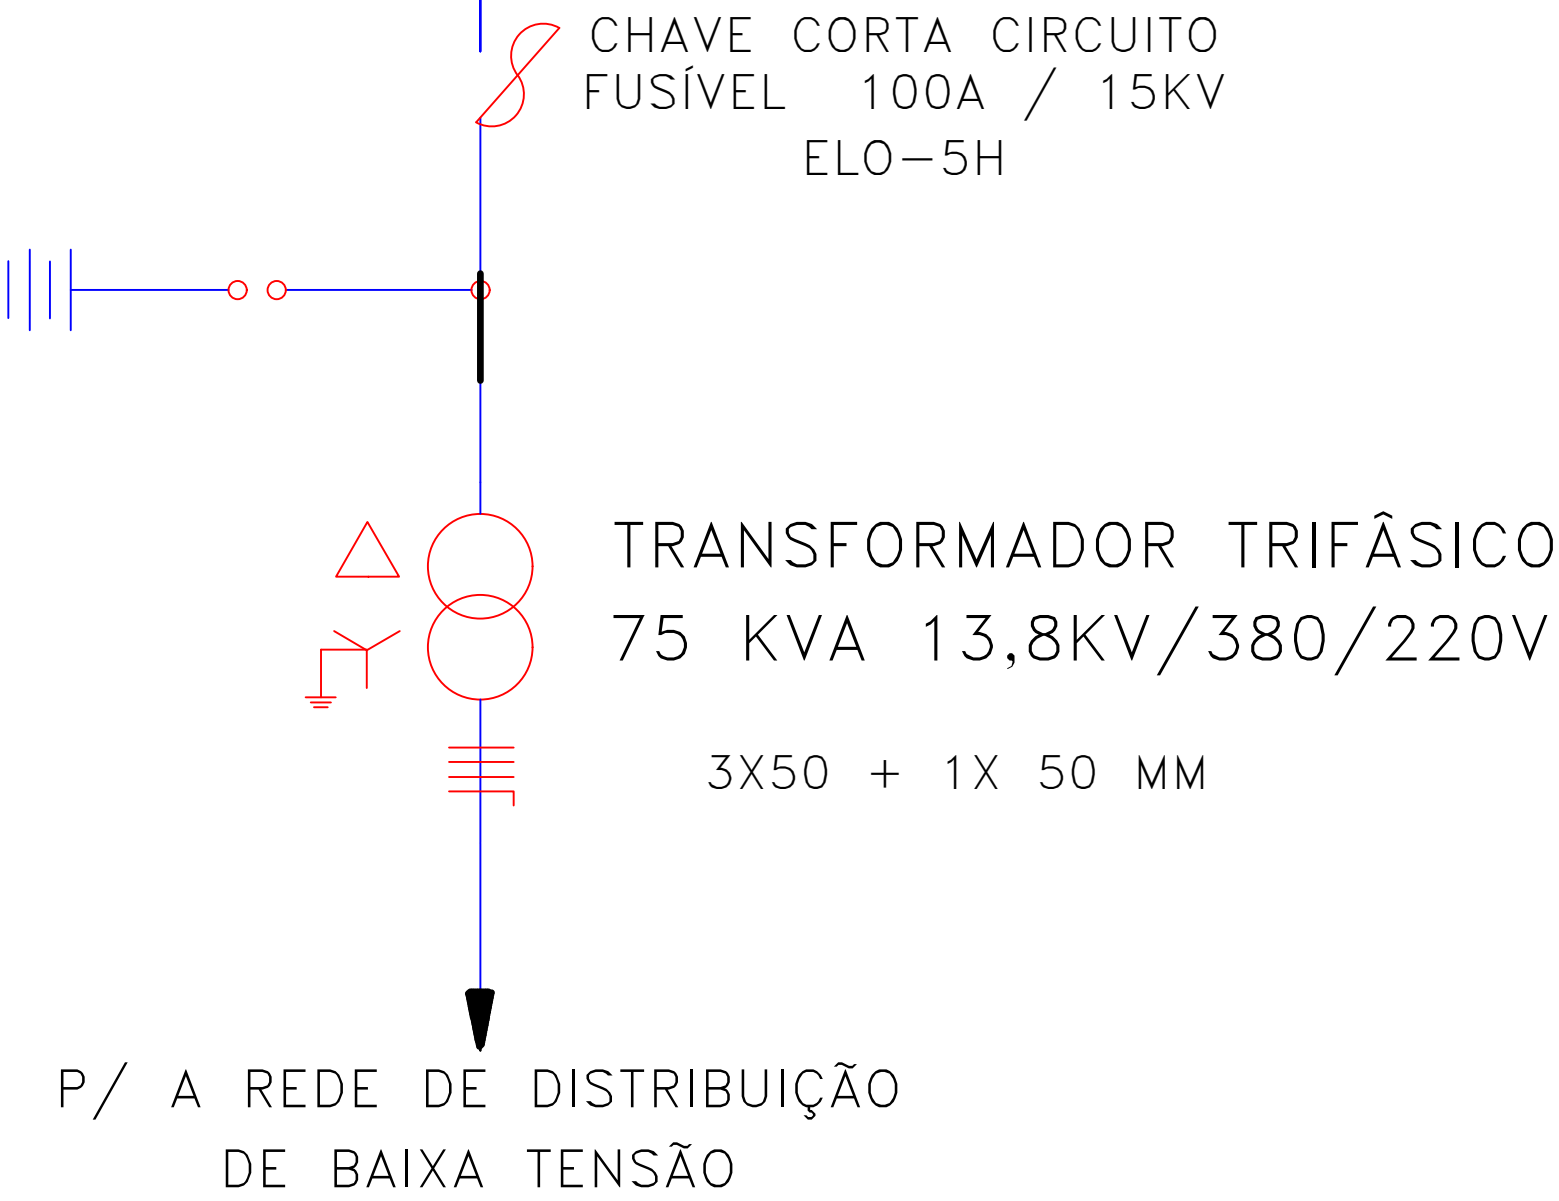 CHAVE CORTA CIRCUITO
FUSÍVEL 100A / 15KV
ELO-5H
TRANSFORMADOR TRIFÂSICO
75 KVA 13,8KV/380/220V
3X50 + 1X 50 MM
P/ A REDE DE DISTRIBUIÇÃO
DE BAIXA TENSÃO